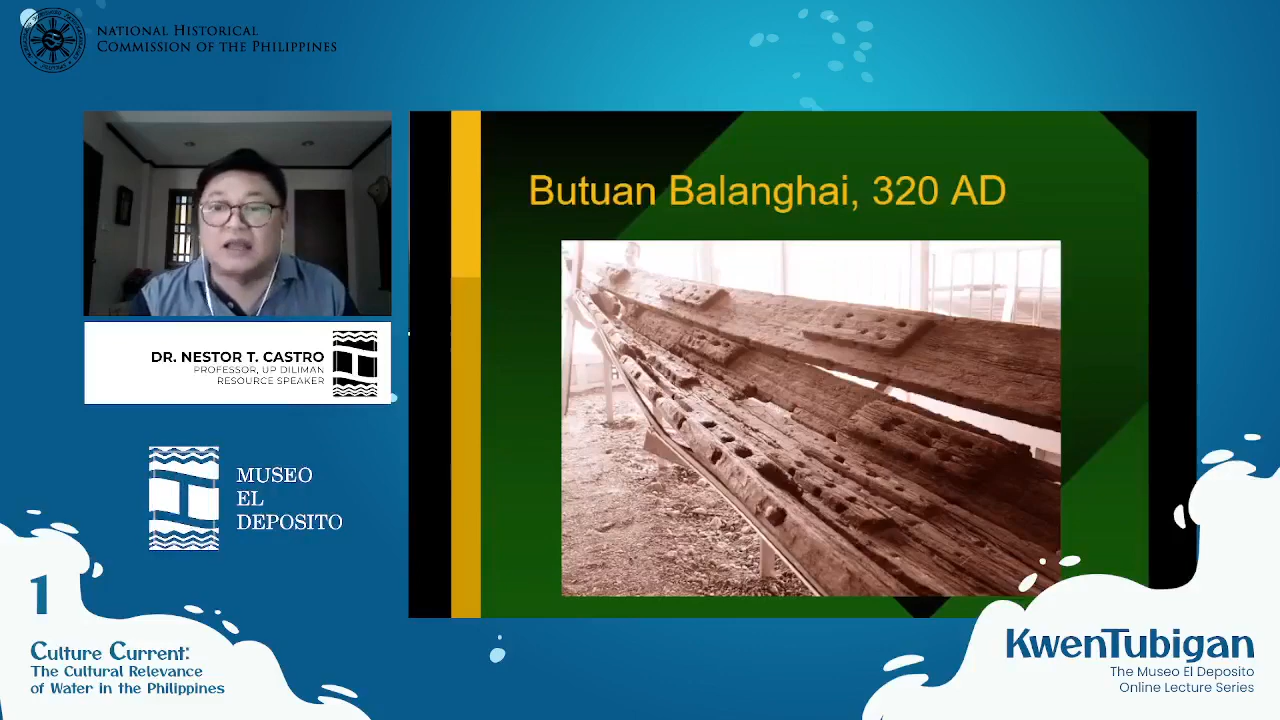 NATIONAL HISTORICAL
COMMISSION OF THE PHILIPPINES
Butuan Balanghai, 320 AD
DR. NESTOR T. CASTRO
PROFESSOR, UP DILIMAN
RESOURCE SPEAKER
MUSEO
EL
DEPOSITO
1
Culture Current:
The Cultural Relevance
of Water in the Philippines
KwenTubigan
The Museo El Deposito
Online Lecture Series